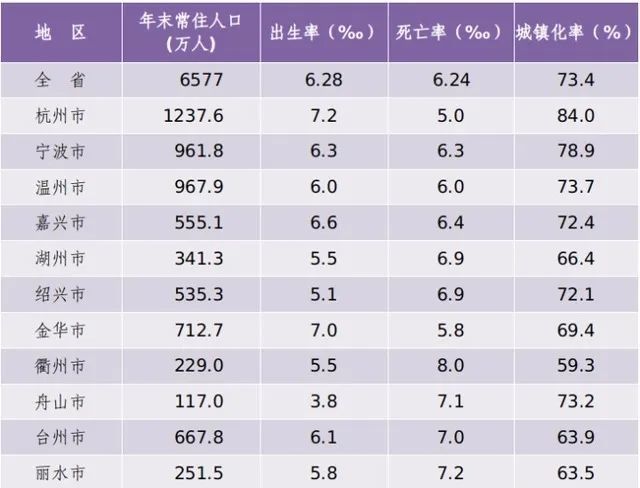 地 区 年末常住人口(万人) 出生率（‰） 死亡率（‰） 城镇化率（%）
全 省 6577 6.28 6.24 73.4
杭州市 1237.6 7.2 5.0 84.0
宁波市 961.8 6.3 6.3 78.9
温州市 967.9 6.0 6.0 73.7
嘉兴市 555.1 6.6 6.4 72.4
湖州市 341.3 5.5 6.9 66.4
绍兴市 535.3 5.1 6.9 72.1
金华市 712.7 7.0 5.8 69.4
衢州市 229.0 5.5 8.0 59.3
舟山市 117.0 3.8 7.1 73.2
台州市 667.8 6.1 7.0 63.9
丽水市 251.5 5.8 7.2 63.5